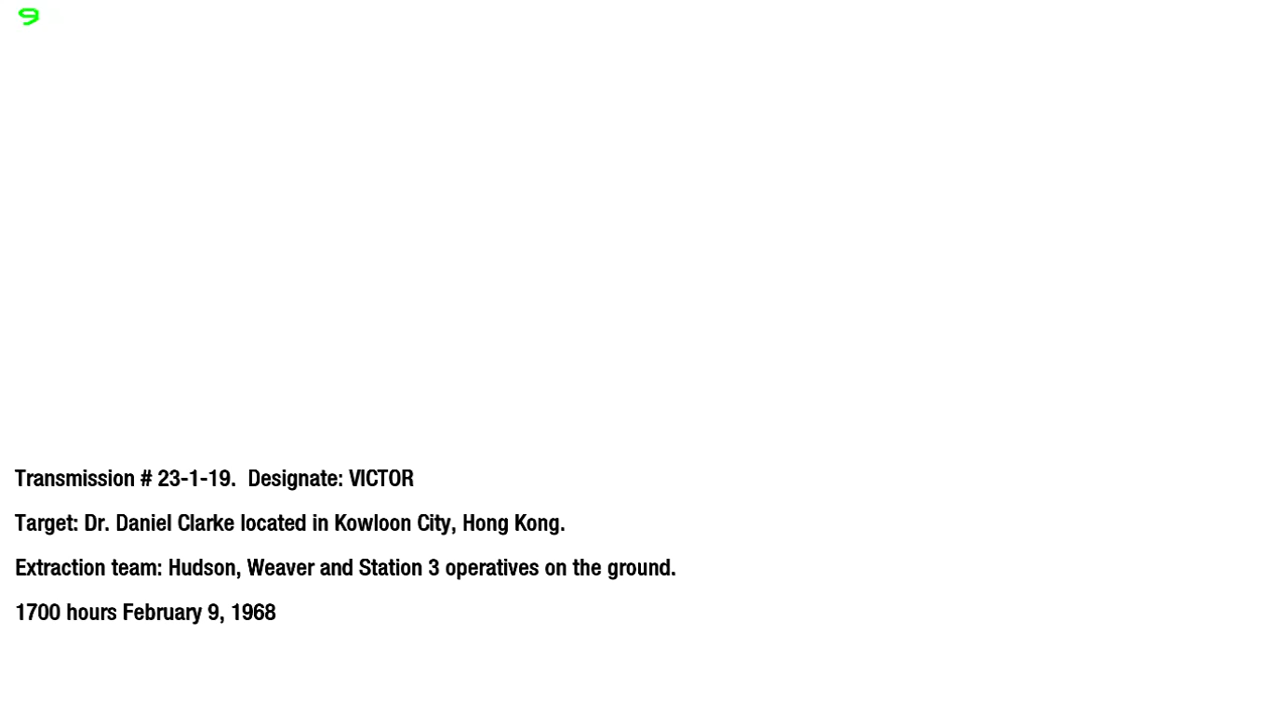 9
Transmission # 23-1-19.  Designate: VICTOR
Target: Dr. Daniel Clarke located in Kowloon City, Hong Kong.
Extraction team: Hudson, Weaver and Station 3 operatives on the ground.
1700 hours February 9, 1968